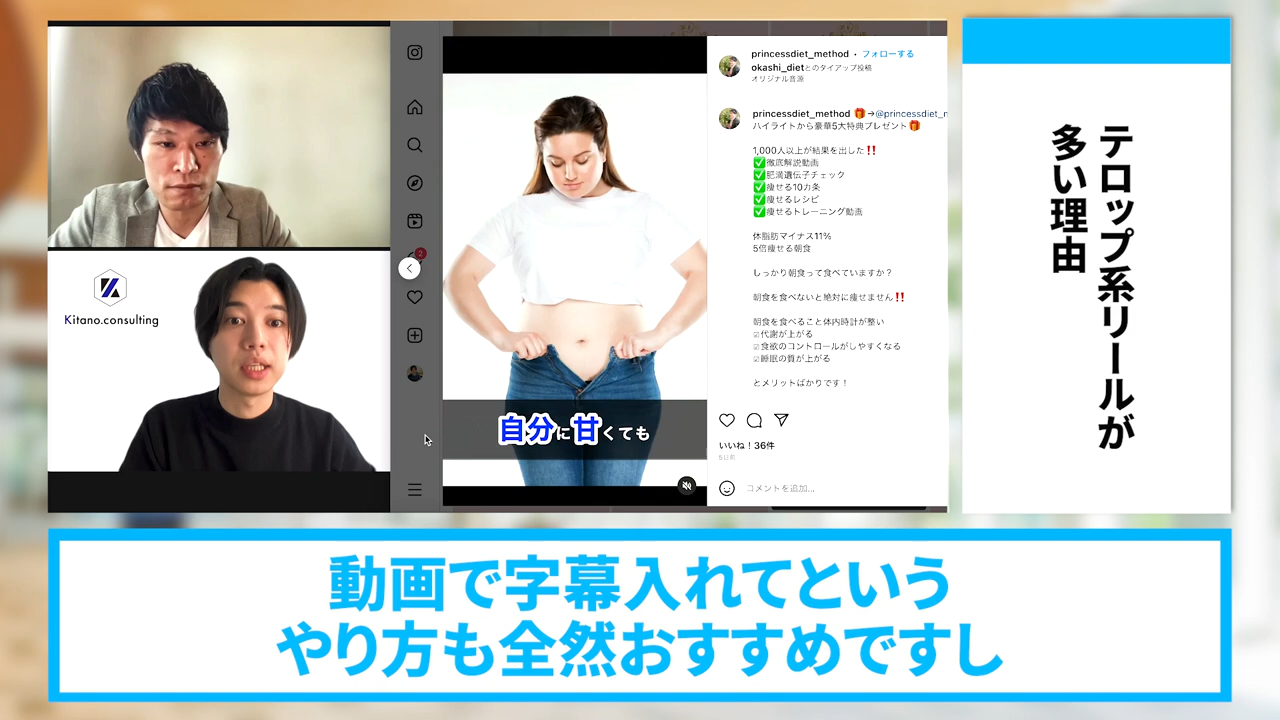 Kitano.consulting
princessdiet_method • フォローする
okashi_dietとのタイアップ投稿
オリジナル音源
princessdiet_method 🎁→@princessdiet_
ハイライトから豪華5大特典プレゼント🎁
1,000人以上が結果を出した‼️
✅徹底解説動画
✅肥満遺伝子チェック
✅痩せる10カ条
✅痩せるレシピ
✅痩せるトレーニング動画
体脂肪マイナス11%
5倍痩せる朝食
しっかり朝食って食べていますか？
朝食を食べないと絶対に痩せません‼️
朝食を食べること体内時計が整い
☑代謝が上がる
☑食欲のコントロールがしやすくなる
☑睡眠の質が上がる
とメリットばかりです！
いいね！36件
5日前
コメントを追加...
自分に甘くても
2
テロップ系リールが
多い理由
動画で字幕入れてという
やり方も全然おすすめですし